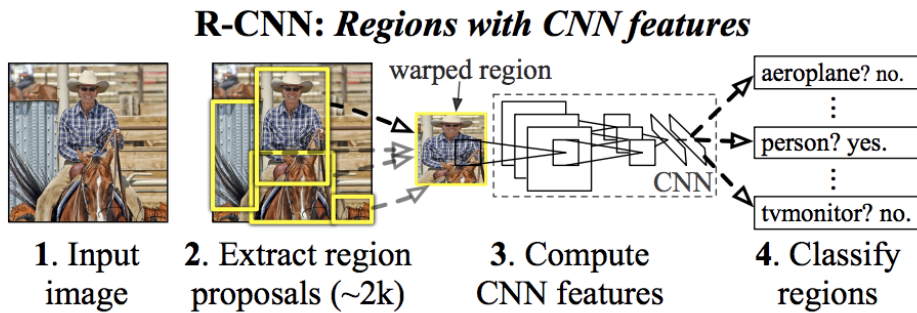 R-CNN: Regions with CNN features
warped region
aeroplane? no.
person? yes.
tvmonitor? no.
CNN
1. Input
image
2. Extract region
proposals (~2k)
3. Compute
CNN features
4. Classify
regions